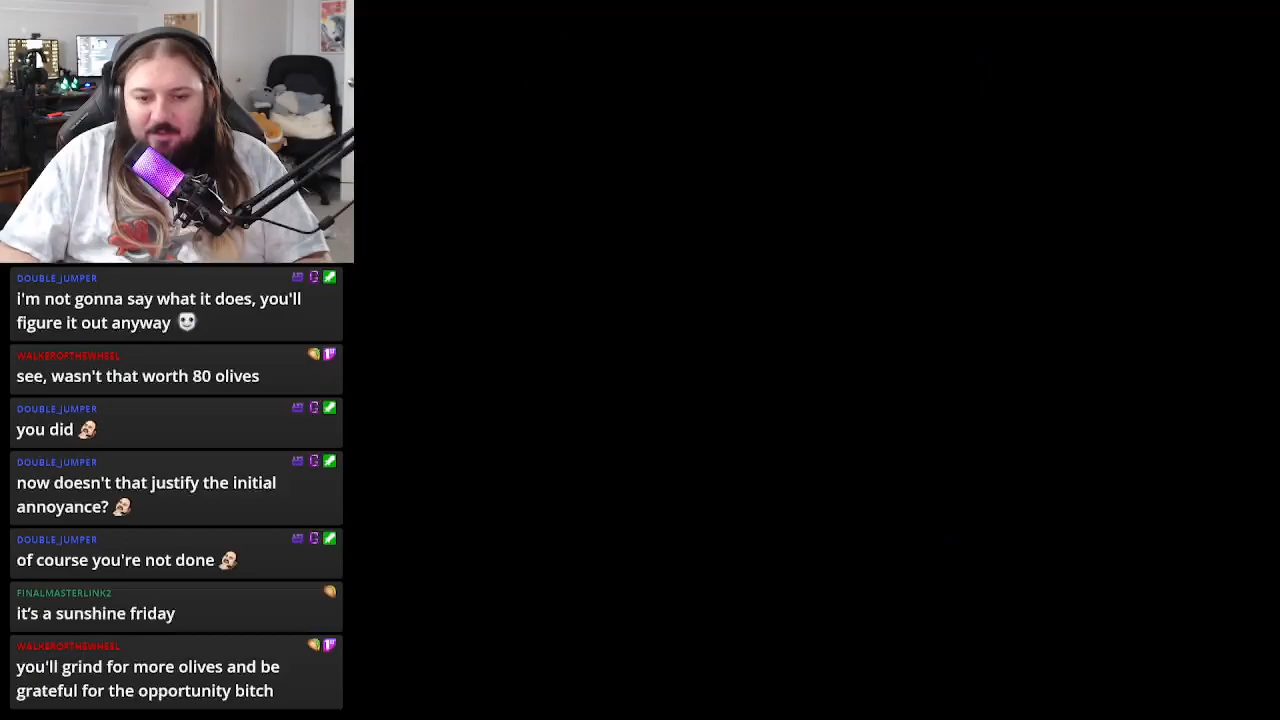 DOUBLE_JUMPER
i'm not gonna say what it does, you'll
figure it out anyway
WALKEROFTHEWHEEL
see, wasn't that worth 80 olives
DOUBLE_JUMPER
you did
DOUBLE_JUMPER
now doesn't that justify the initial
annoyance?
DOUBLE_JUMPER
of course you're not done
FINALMASTERLINK2
it's a sunshine friday
WALKEROFTHEWHEEL
you'll grind for more olives and be
grateful for the opportunity bitch